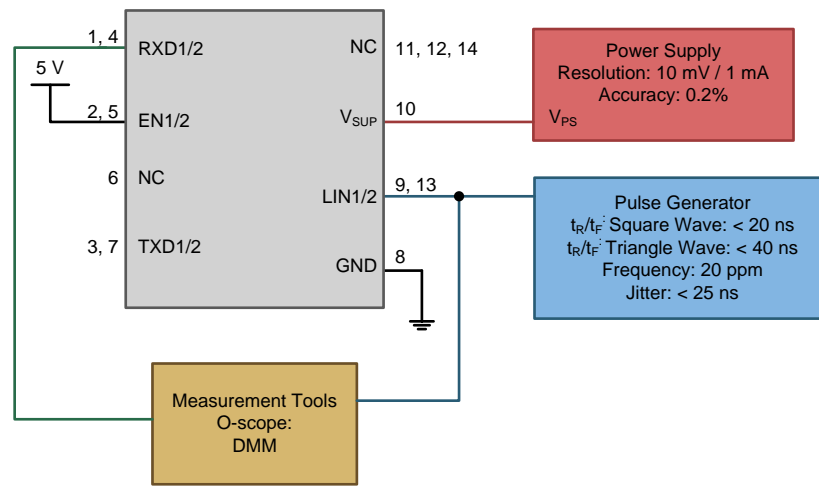 1, 4
RXD1/2
NC
11, 12, 14
5 V
2, 5
EN1/2
VSUP
10
6
NC
LIN1/2
9, 13
3, 7
TXD1/2
GND
8
Power Supply
Resolution: 10 mV / 1 mA
Accuracy: 0.2%
VPS
Pulse Generator
tR/tF: Square Wave: < 20 ns
tR/tF: Triangle Wave: < 40 ns
Frequency: 20 ppm
Jitter: < 25 ns
Measurement Tools
O-scope:
DMM